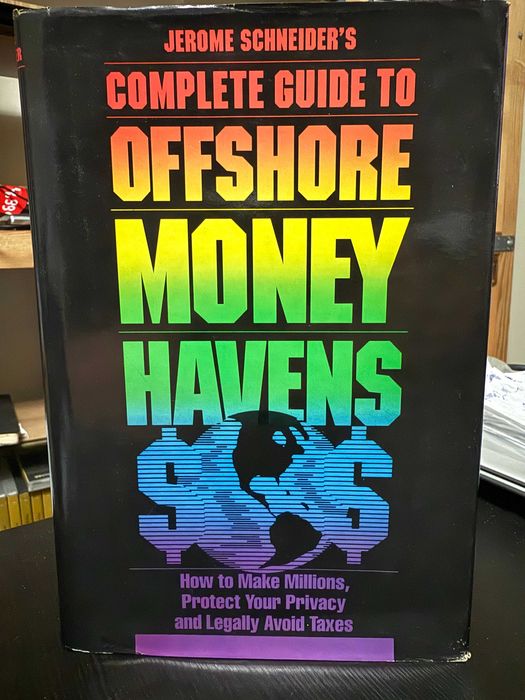 JEROME SCHNEIDER'S
COMPLETE GUIDE TO
OFFSHORE
MONEY
HAVENS
$ $
How to Make Millions,
Protect Your Privacy
and Legally Avoid Taxes